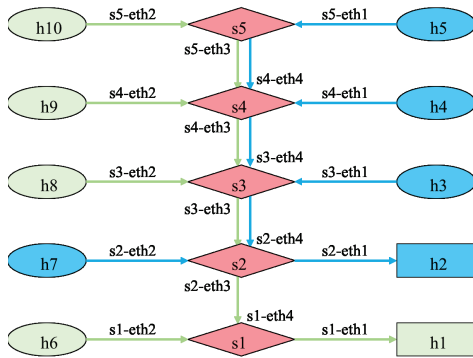 h10 s5-eth2 s5 s5-eth1 h5
s5-eth3
s4-eth4
h9 s4-eth2 s4 s4-eth1 h4
s4-eth3
s3-eth4
h8 s3-eth2 s3 s3-eth1 h3
s3-eth3
s2-eth4
h7 s2-eth2 s2 s2-eth1 h2
s2-eth3
s1-eth4
h6 s1-eth2 s1 s1-eth1 h1